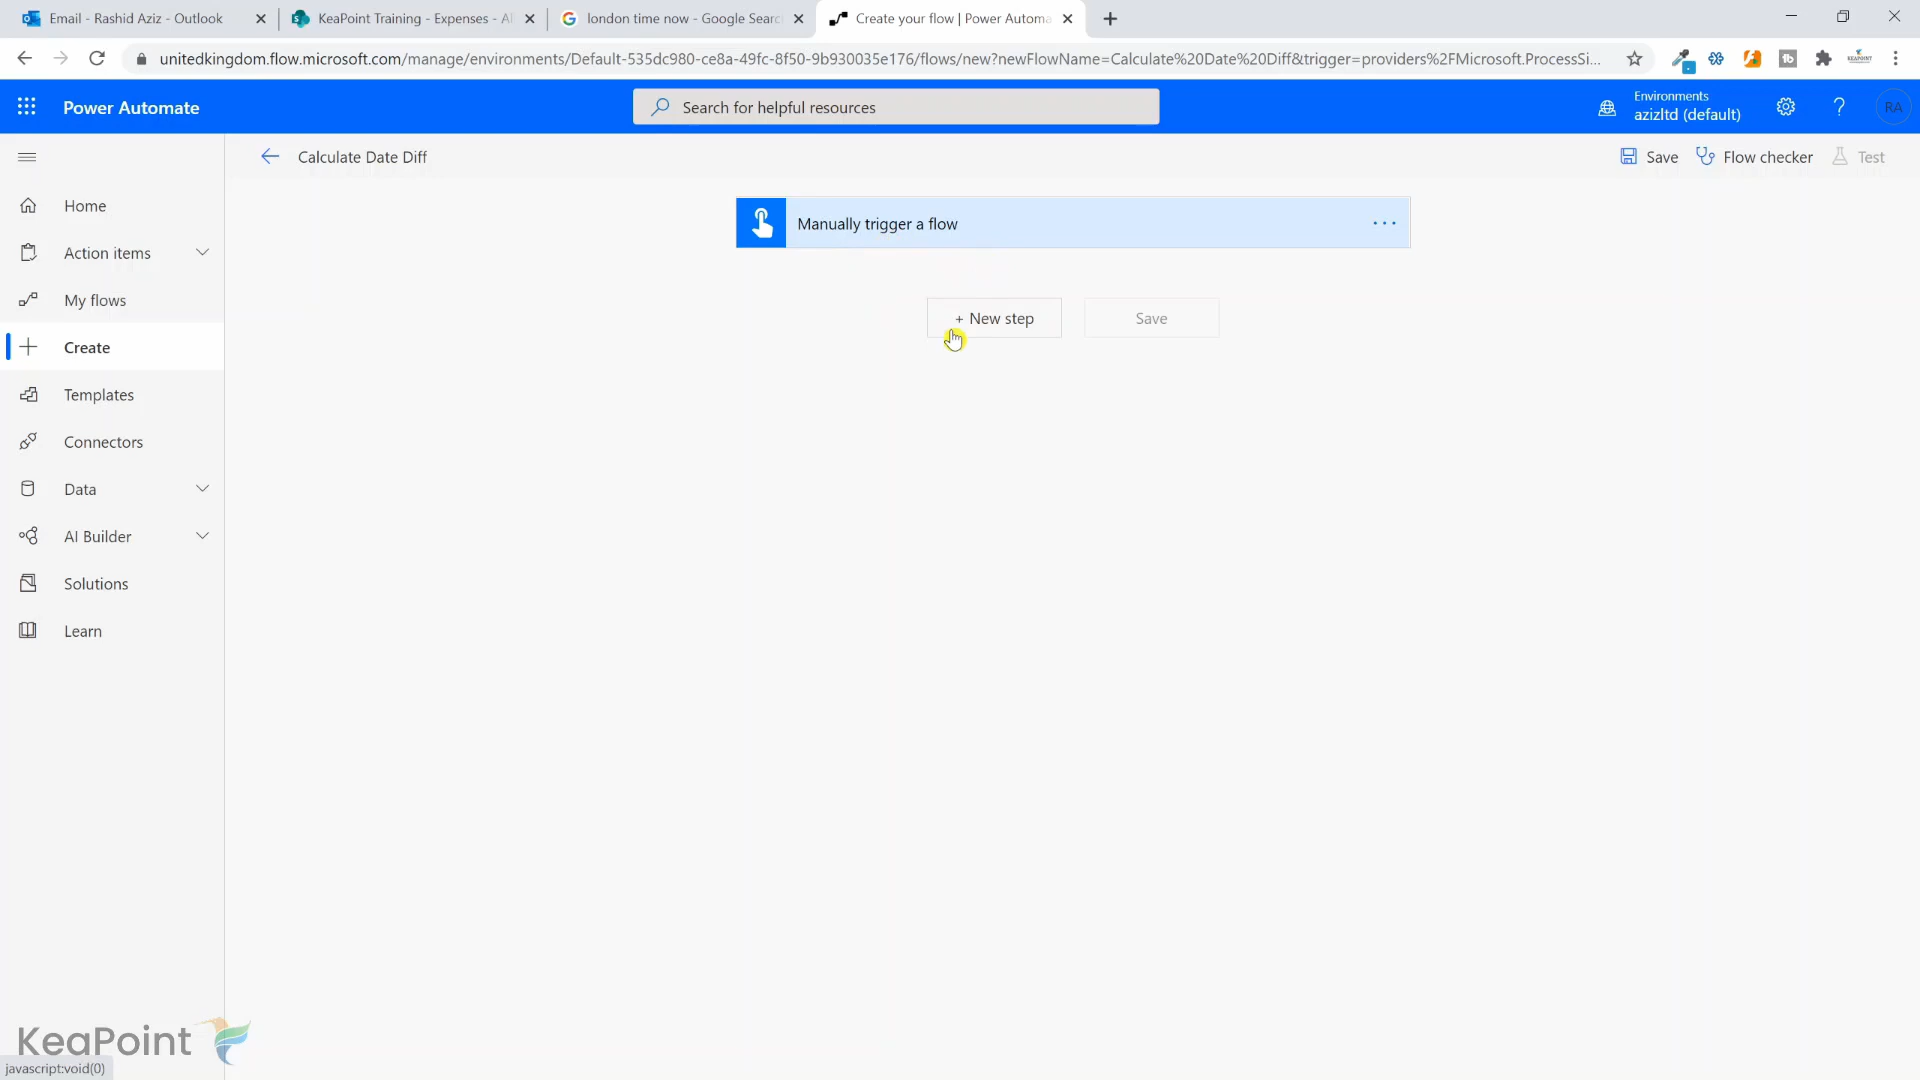 Email - Rashid Aziz - Outlook
KeaPoint Training - Expenses - Al
london time now - Google Searc
Create your flow | Power Automa
unitedkingdom.flow.microsoft.com/manage/environments/Default-535dc980-ce8a-49fc-8f50-9b930035e176/flows/new?newFlowName=Calculate%20Date%20Diff&trigger=providers%2FMicrosoft.ProcessSi...
Power Automate
Search for helpful resources
Environments
azizltd (default)
?
RA
Calculate Date Diff
Save
Flow checker
Test
Manually trigger a flow
+ New step
Save
Home
Action items
My flows
Create
Templates
Connectors
Data
AI Builder
Solutions
Learn
KeaPoint
javascript:void(0)